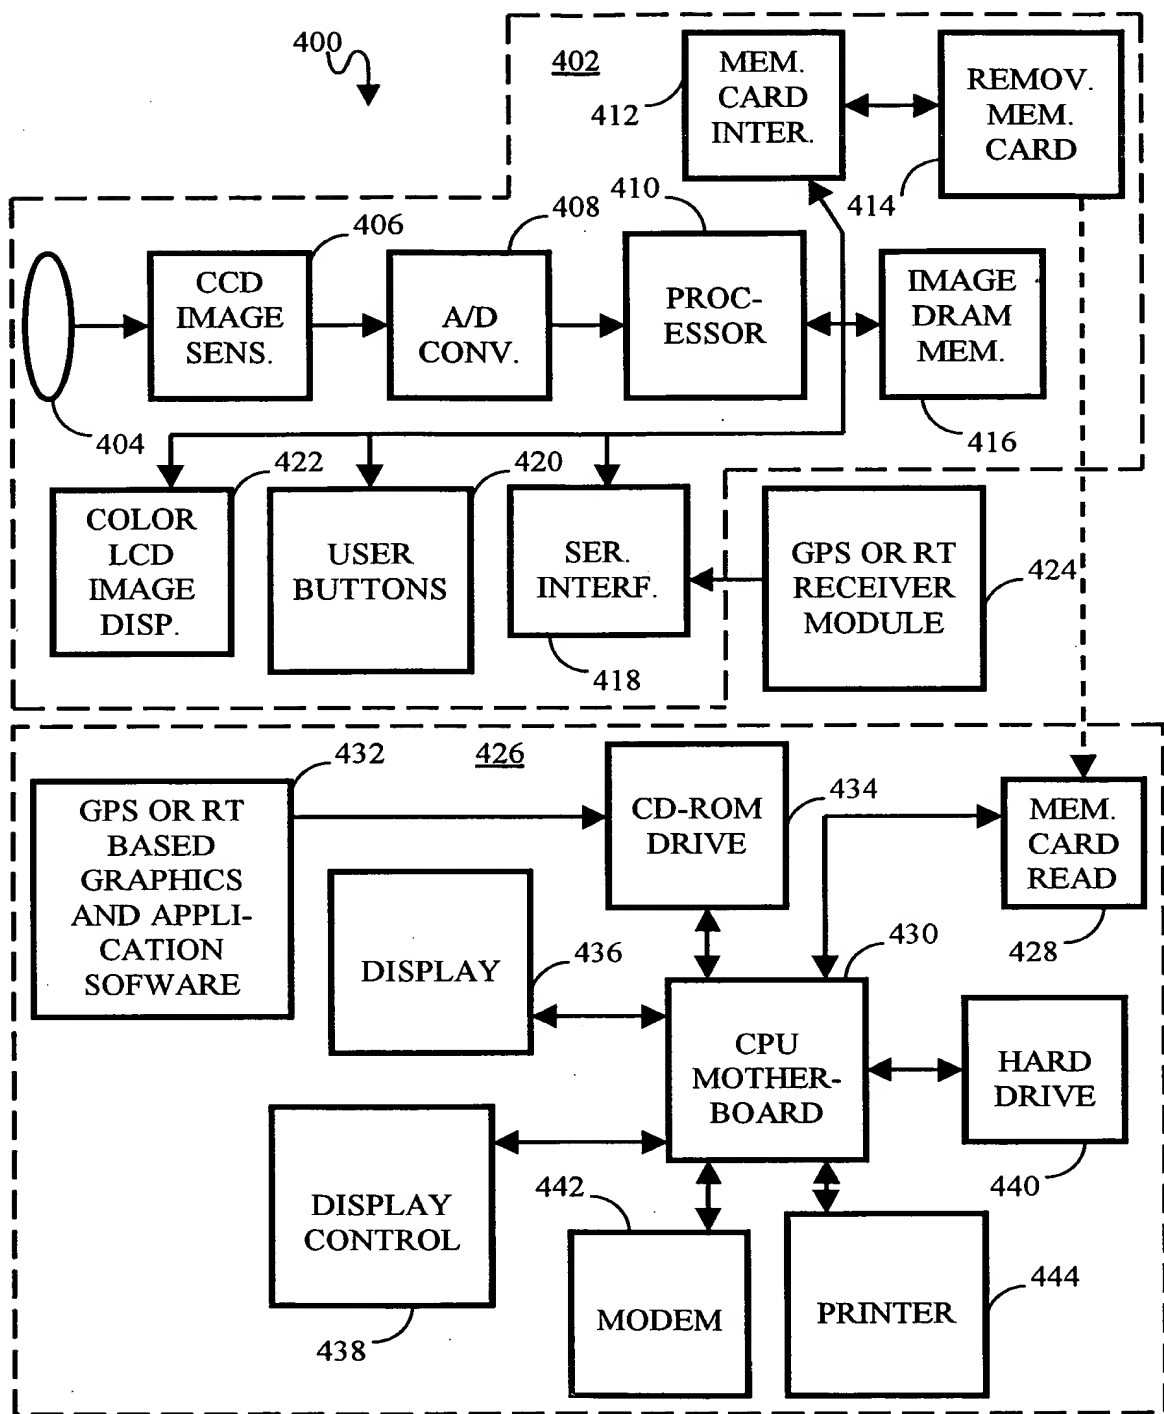 400
402
MEM.
CARD
INTER.
412
REMOV.
MEM.
CARD
414
404
CCD
IMAGE
SENS.
406
A/D
CONV.
408
PROC-
ESSOR
410
IMAGE
DRAM
MEM.
416
COLOR
LCD
IMAGE
DISP.
422
USER
BUTTONS
420
SER.
INTERF.
418
GPS OR RT
RECEIVER
MODULE
424
426
GPS OR RT
BASED
GRAPHICS
AND APPLI-
CATION
SOFWARE
432
CD-ROM
DRIVE
434
MEM.
CARD
READ
428
DISPLAY
436
CPU
MOTHER-
BOARD
430
HARD
DRIVE
440
DISPLAY
CONTROL
438
MODEM
442
PRINTER
444